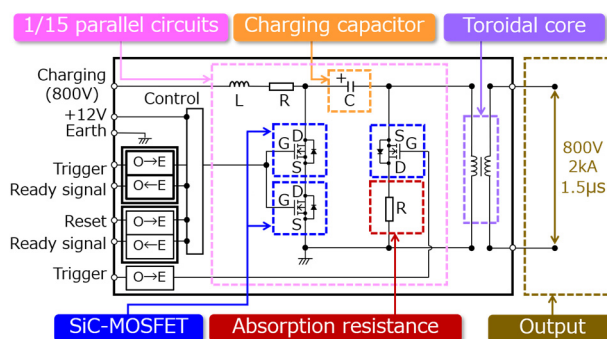 1/15 parallel circuits
Charging capacitor
Toroidal core
Charging
(800V)
L
R
+
C
Control
+12V
Earth
D
G
S
S
G
D
Trigger
O→E
Ready signal
O←E
D
G
S
R
Reset
O→E
Ready signal
O←E
Trigger
O→E
800V
2kA
1.5μs
SiC-MOSFET
Absorption resistance
Output